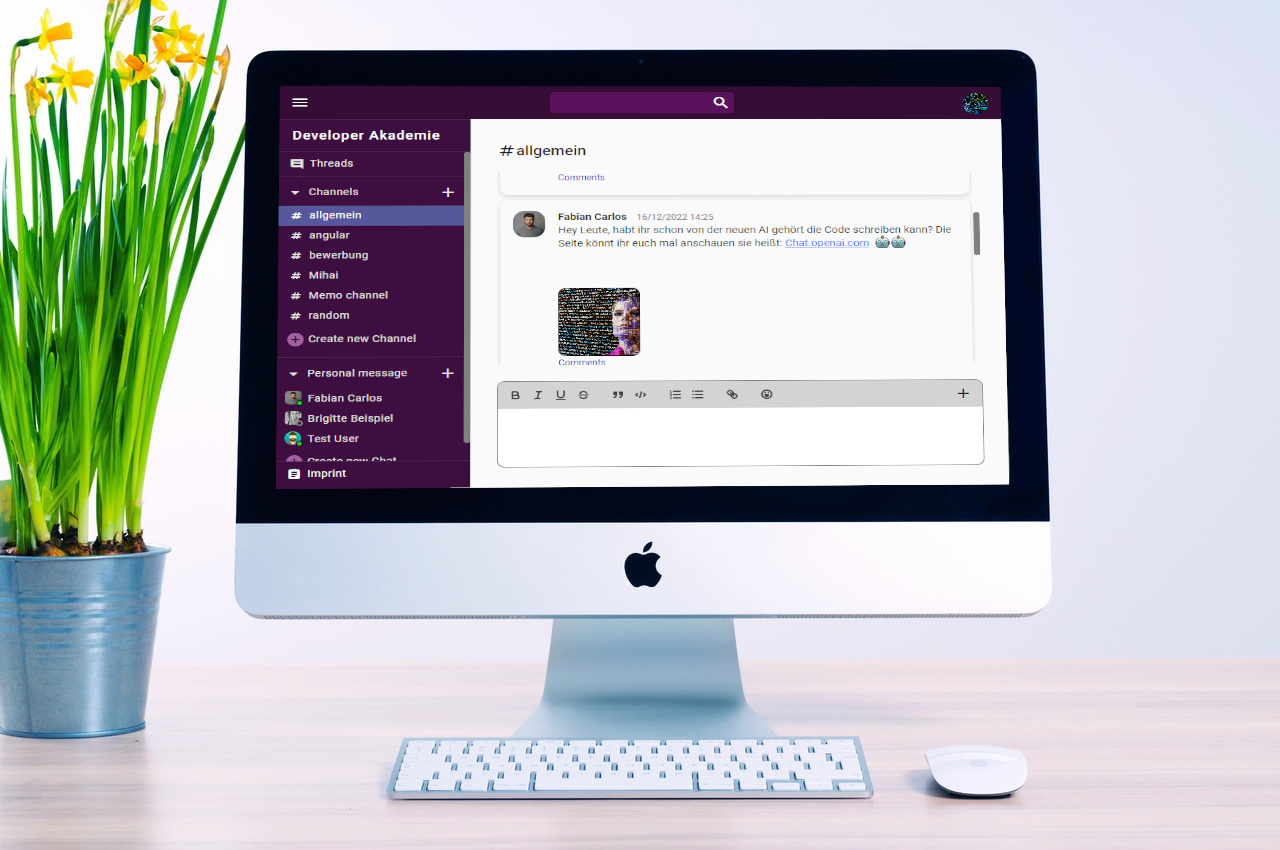 Developer Akademie
Threads
Channels
# allgemein
# angular
# bewerbung
# Mihai
# Memo channel
# random
Create new Channel
Personal message
Fabian Carlos
Brigitte Beispiel
Test User
Create new Chat
Imprint
# allgemein
Comments
Fabian Carlos 16/12/2022 14:25
Hey Leute, habt ihr schon von der neuen AI gehört die Code schreiben kann? Die
Seite könnt ihr euch mal anschauen sie heißt: Chat.openai.com 🤖🤖
Comments
B I U S